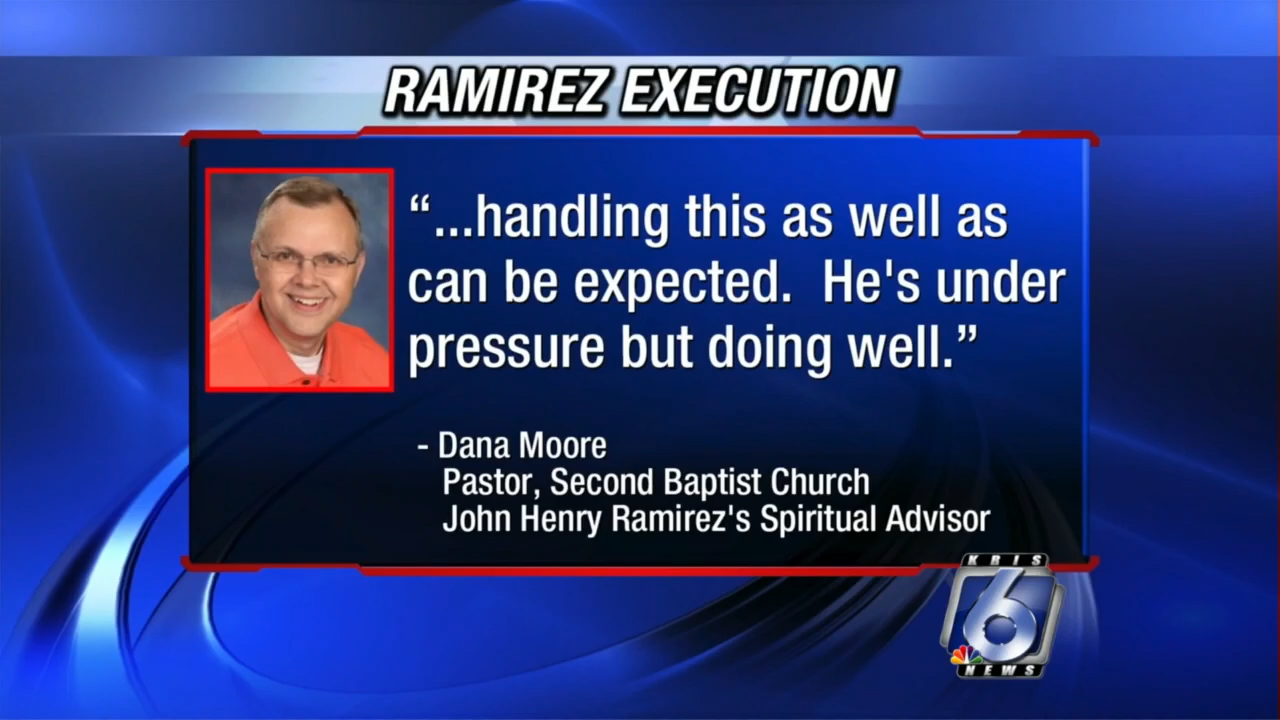 RAMIREZ EXECUTION
“...handling this as well as
can be expected.  He's under
pressure but doing well.”
- Dana Moore
Pastor, Second Baptist Church
John Henry Ramirez's Spiritual Advisor
KRIS
6
NEWS